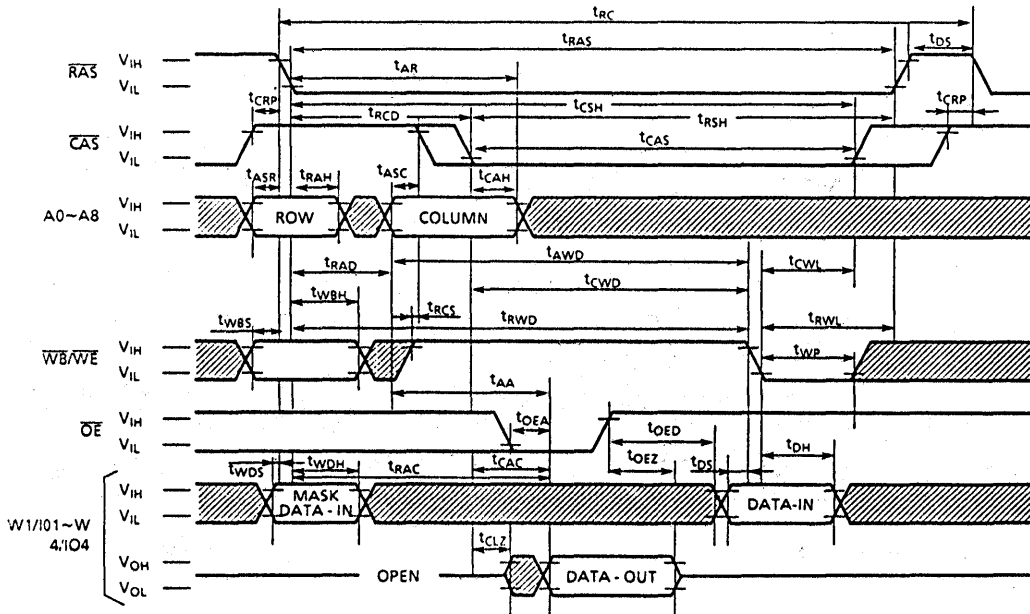 tRC
tRAS
tDS
RAS VIH
VIL
tAR
tCRP
tRCD
tCSH
tRSH
tCRP
CAS VIH
VIL
tCAS
tASR
tRAH
tASC
tCAH
A0~A8 VIH
VIL
ROW
COLUMN
tRAD
tAWD
tCWL
tWBH
tRCS
tCWD
tWBS
tRWD
tRWL
WB/WE VIH
VIL
tWP
tAA
OE VIH
VIL
tOEA
tOED
tOEZ
tWDS
tWDH
tRAC
tCAC
tDS
tDH
VIH
VIL
MASK
DATA - IN
DATA-IN
W1/I01~W
4/IO4
tCLZ
VOH
VOL
OPEN
DATA - OUT